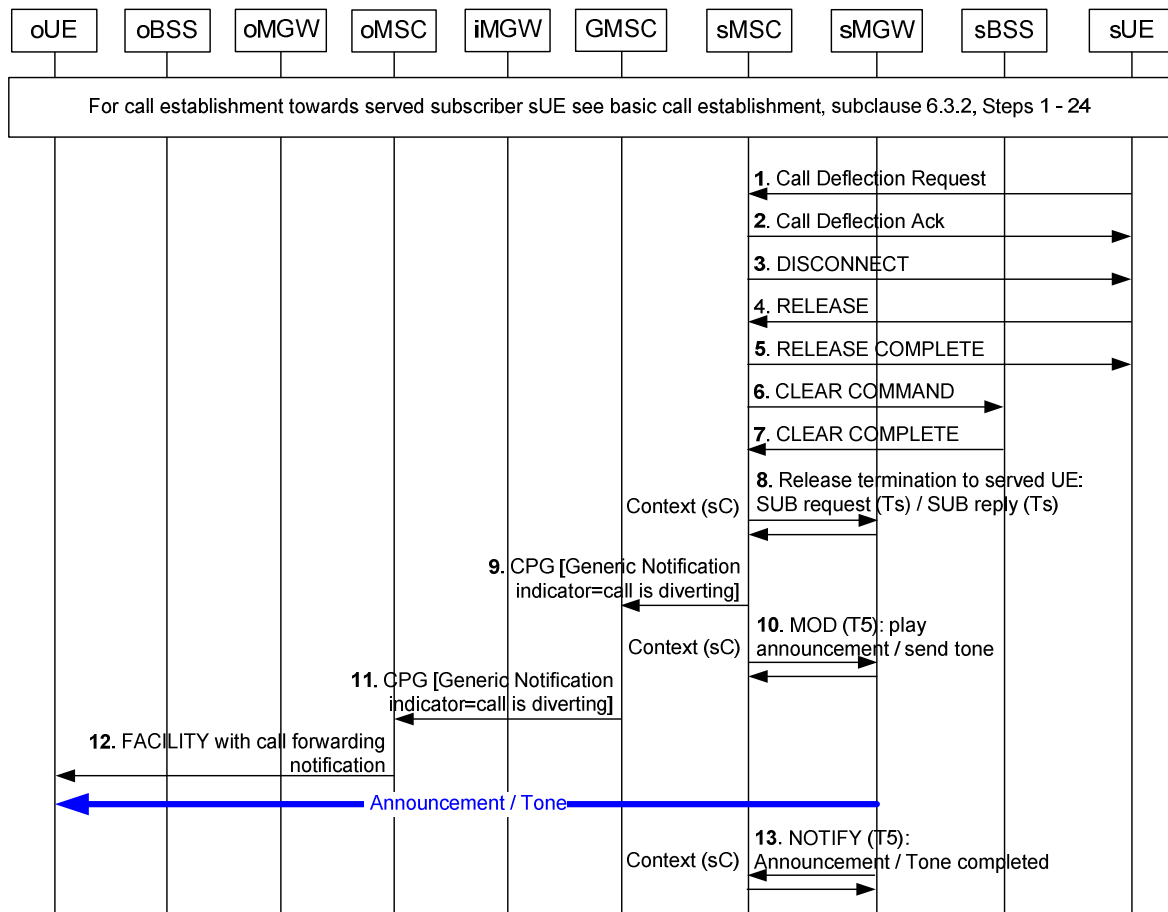 oUE oBSS oMGW oMSC iMGW GMSC sMSC sMGW sBSS sUE
For call establishment towards served subscriber sUE see basic call establishment, subclause 6.3.2, Steps 1 - 24
1. Call Deflection Request
2. Call Deflection Ack
3. DISCONNECT
4. RELEASE
5. RELEASE COMPLETE
6. CLEAR COMMAND
7. CLEAR COMPLETE
8. Release termination to served UE:
Context (sC) SUB request (Ts) / SUB reply (Ts)
9. CPG [Generic Notification
indicator=call is diverting]
10. MOD (T5): play
Context (sC) announcement / send tone
11. CPG [Generic Notification
indicator=call is diverting]
12. FACILITY with call forwarding
notification
Announcement / Tone
13. NOTIFY (T5):
Context (sC) Announcement / Tone completed